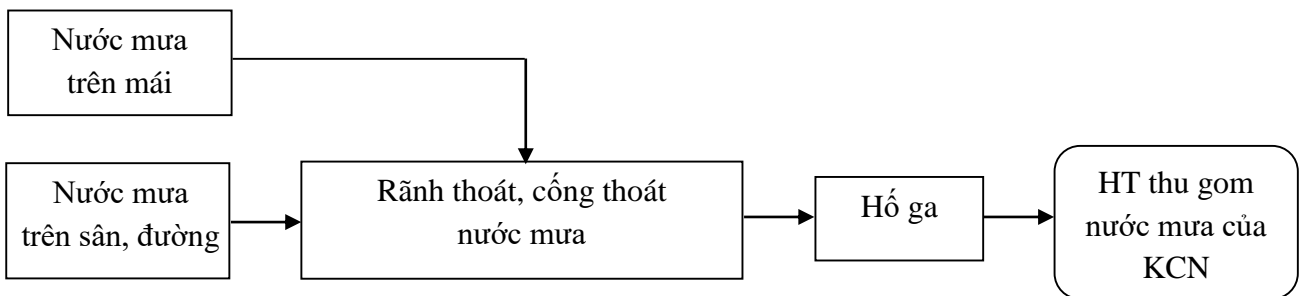 Nước mưa
trên mái
Nước mưa
trên sân, đường
Rãnh thoát, cống thoát
nước mưa
Hố ga
HT thu gom
nước mưa của
KCN